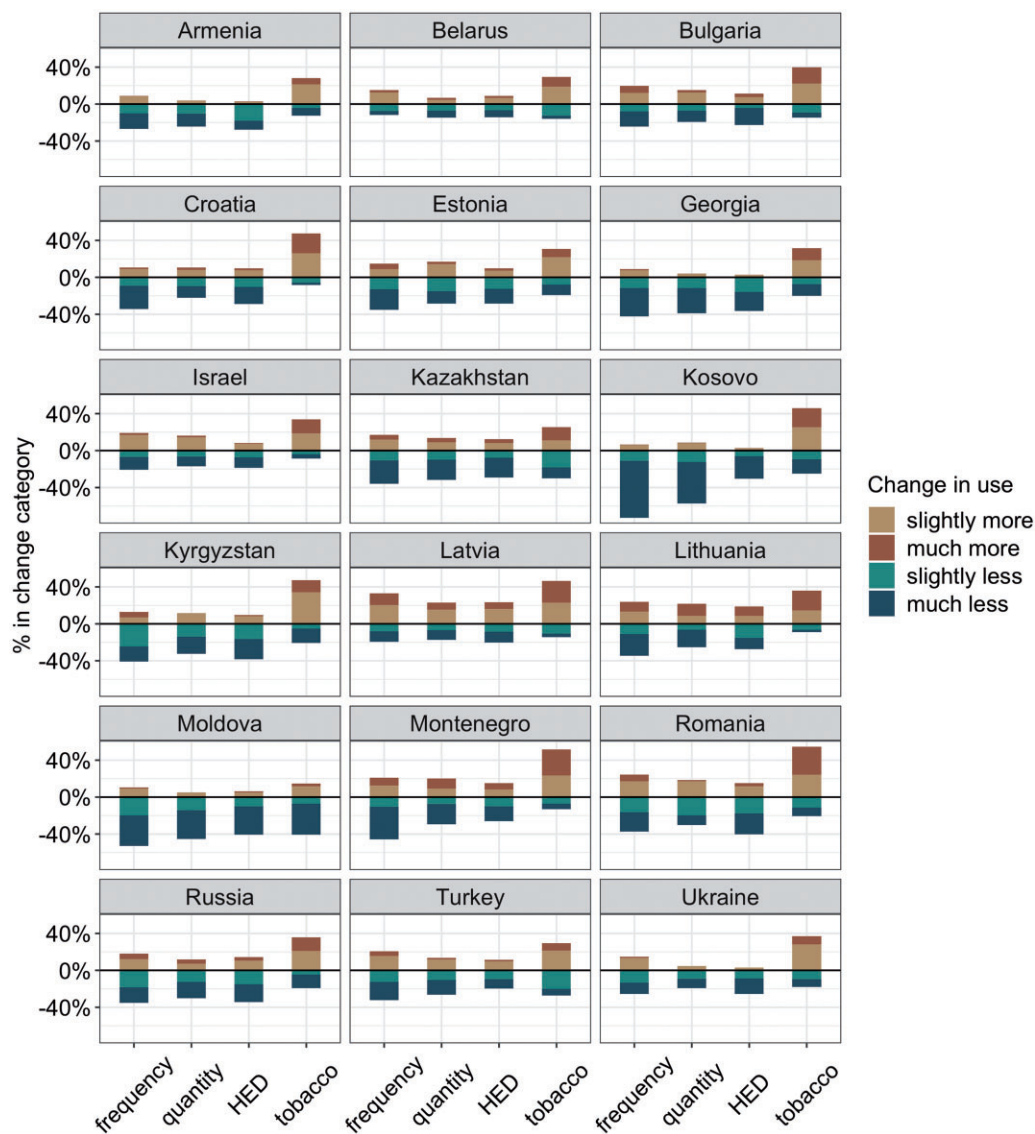 Armenia
Belarus
Bulgaria
40%
0%
-40%
Croatia
Estonia
Georgia
40%
0%
-40%
Israel
Kazakhstan
Kosovo
40%
0%
-40%
Kyrgyzstan
Latvia
Lithuania
40%
0%
-40%
Moldova
Montenegro
Romania
40%
0%
-40%
Russia
Turkey
Ukraine
40%
0%
-40%
% in change category
frequency
quantity
HED
tobacco
frequency
quantity
HED
tobacco
frequency
quantity
HED
tobacco
Change in use
slightly more
much more
slightly less
much less